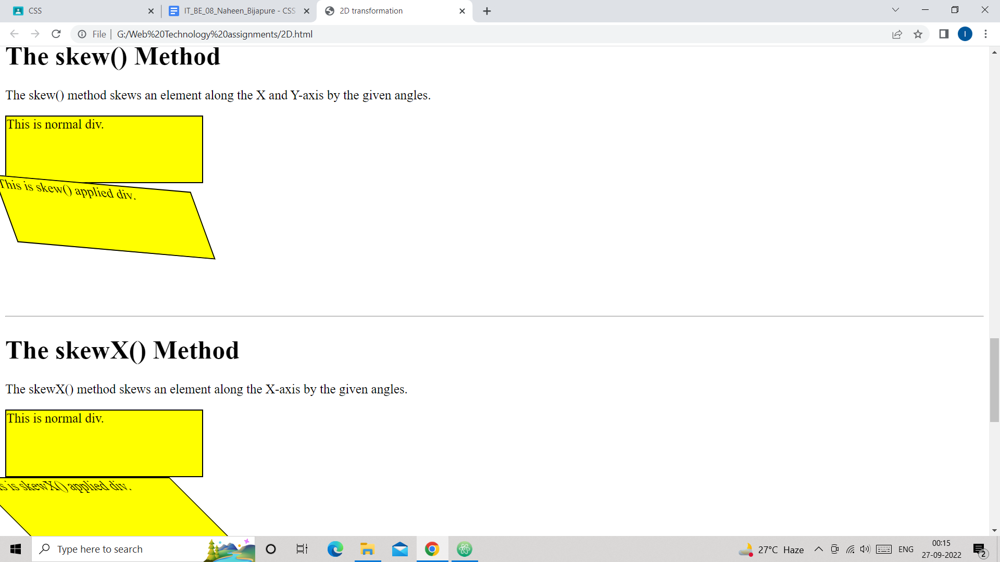 CSS
IT_BE_08_Naheen_Bijapure - CSS
2D transformation
File | G:/Web%20Technology%20assignments/2D.html
I
The skew() Method
The skew() method skews an element along the X and Y-axis by the given angles.
This is normal div.
This is skew() applied div.
The skewX() Method
The skewX() method skews an element along the X-axis by the given angles.
This is normal div.
s is skewX() applied div.
Type here to search
27°C Haze
ENG
00:15
27-09-2022
2